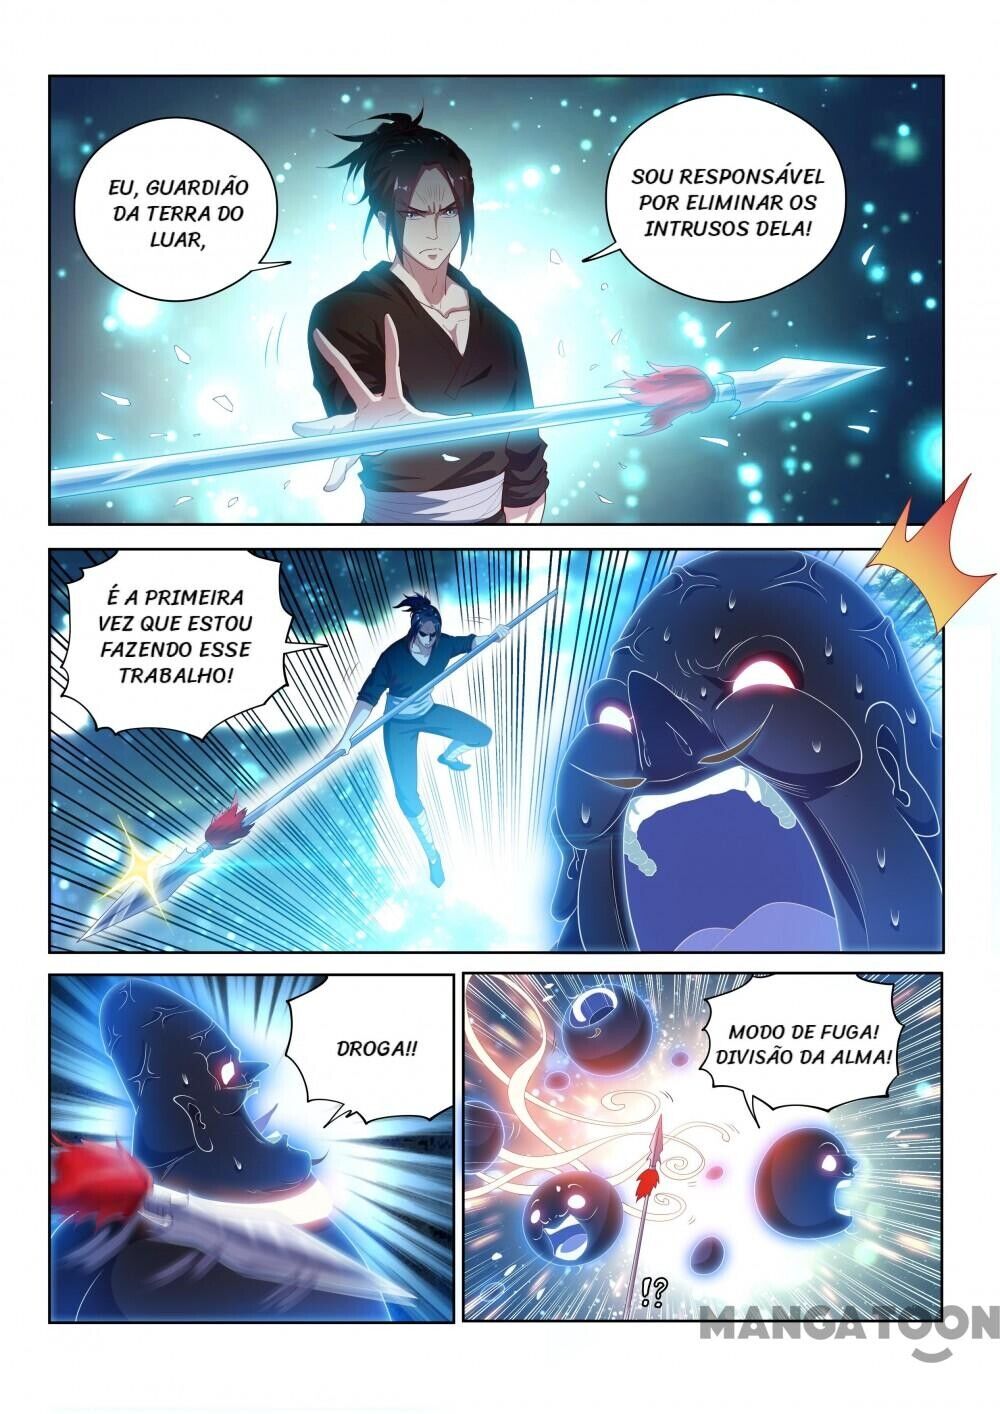 EU, GUARDIÃO
DA TERRA DO
LUAR,
SOU RESPONSÁVEL
POR ELIMINAR OS
INTRUSOS DELA!
É A PRIMEIRA
VEZ QUE ESTOU
FAZENDO ESSE
TRABALHO!
DROGA!!
MODO DE FUGA!
DIVISÃO DA ALMA!
!?
MANGATOON